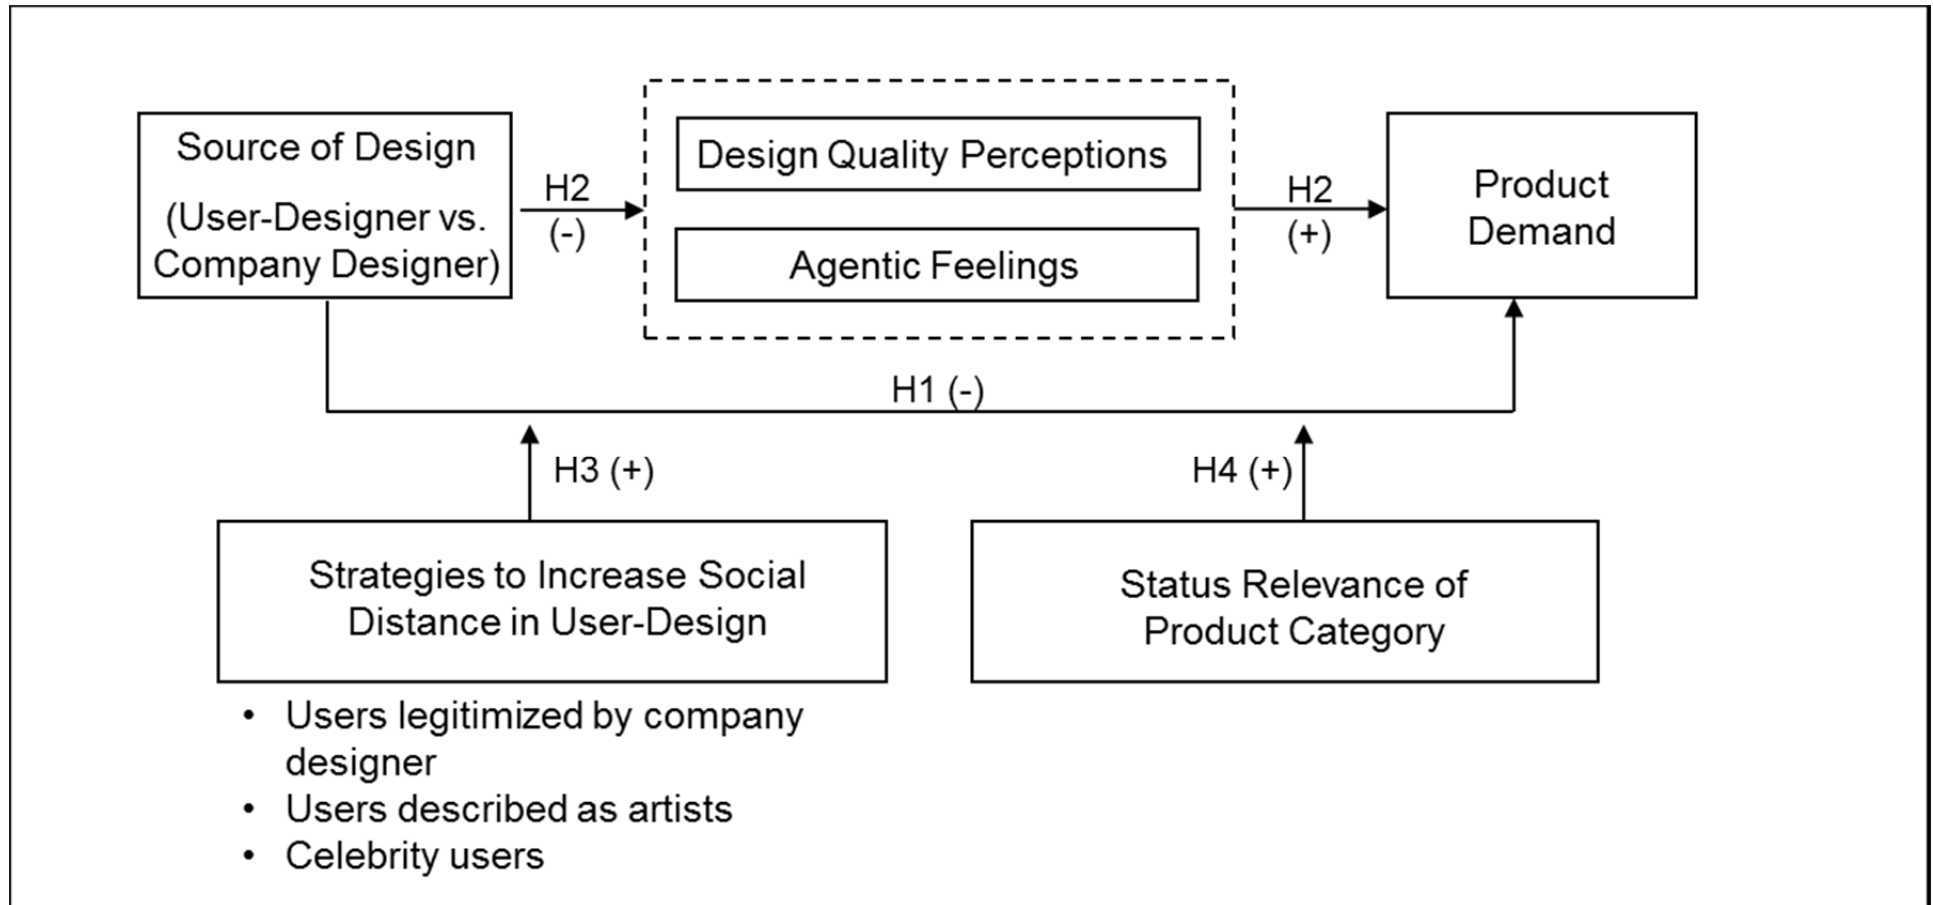 Source of Design
(User-Designer vs.
Company Designer)
H2
(-)
Design Quality Perceptions
Agentic Feelings
H2
(+)
Product
Demand
H1 (-)
H3 (+)
H4 (+)
Strategies to Increase Social
Distance in User-Design
Status Relevance of
Product Category
• Users legitimized by company
designer
• Users described as artists
• Celebrity users